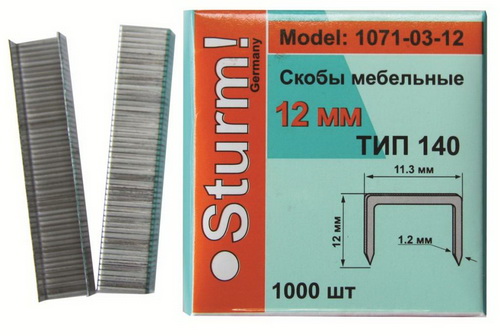 Sturm!
Germany
Model: 1071-03-12
Скобы мебельные
12 мм
ТИП 140
11.3 мм
12 мм
1.2 мм
1000 шт